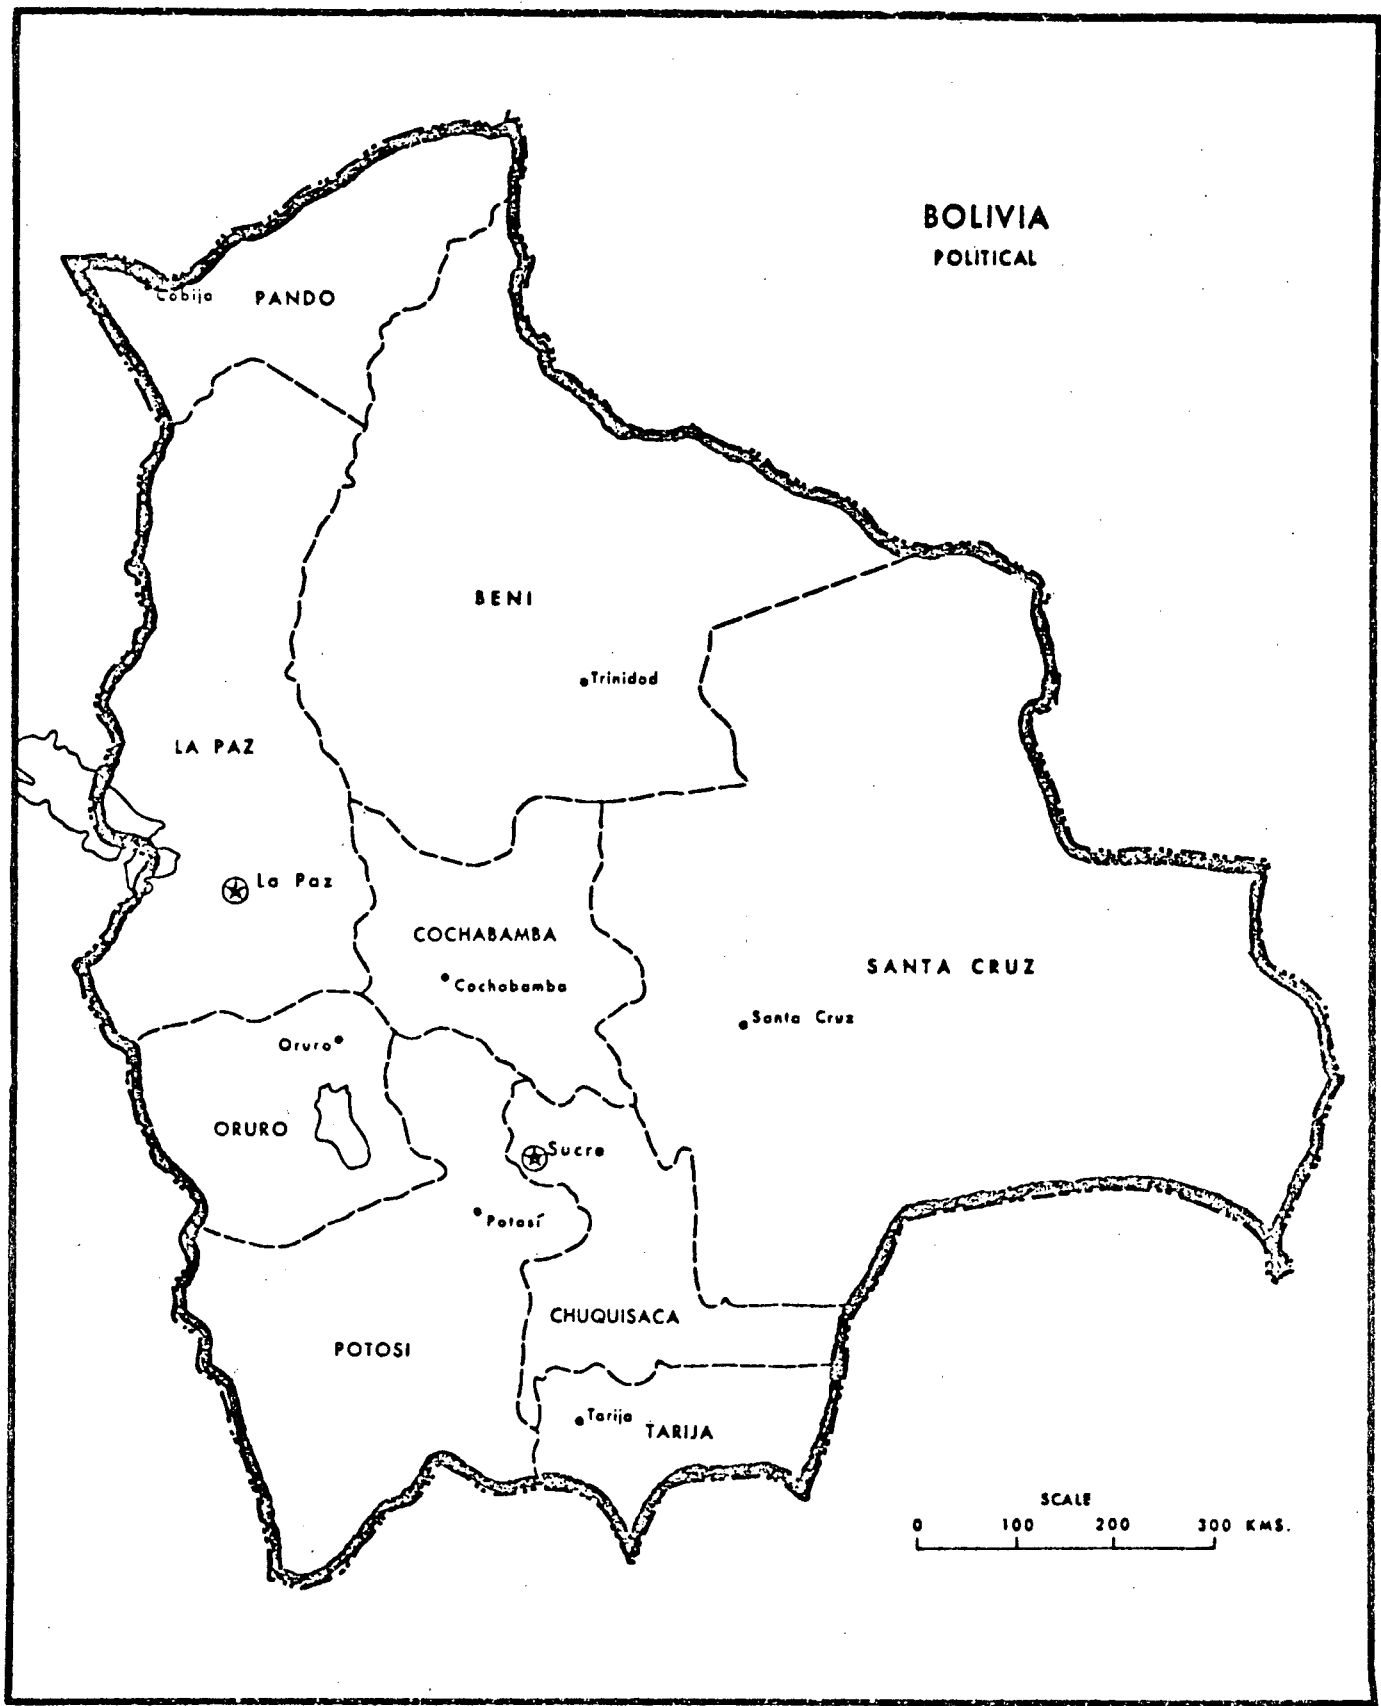 BOLIVIA
POLITICAL
Cobija
PANDO
BENI
Trinidad
LA PAZ
La Paz
COCHABAMBA
Cochabamba
SANTA CRUZ
Santa Cruz
Oruro
ORURO
Sucre
Potosí
CHUQUISACA
POTOSI
Tarija
TARIJA
SCALE
0 100 200 300 KMS.